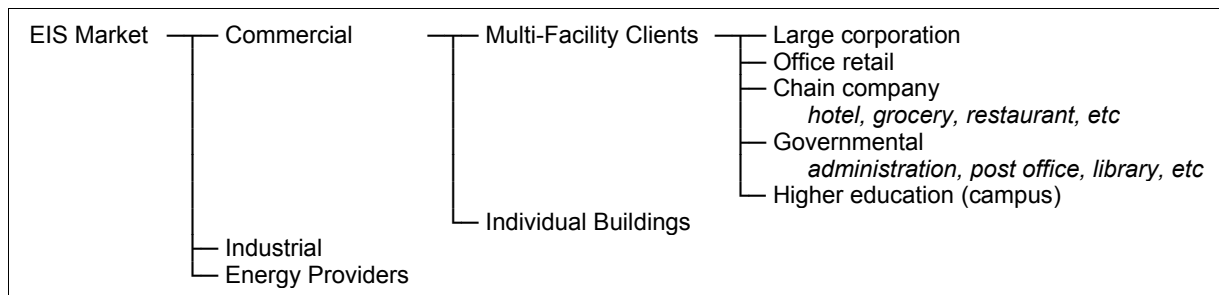 EIS Market Commercial Multi-Facility Clients Large corporation
Office retail
Chain company
hotel, grocery, restaurant, etc
Governmental
administration, post office, library, etc
Higher education (campus)
Individual Buildings
Industrial
Energy Providers